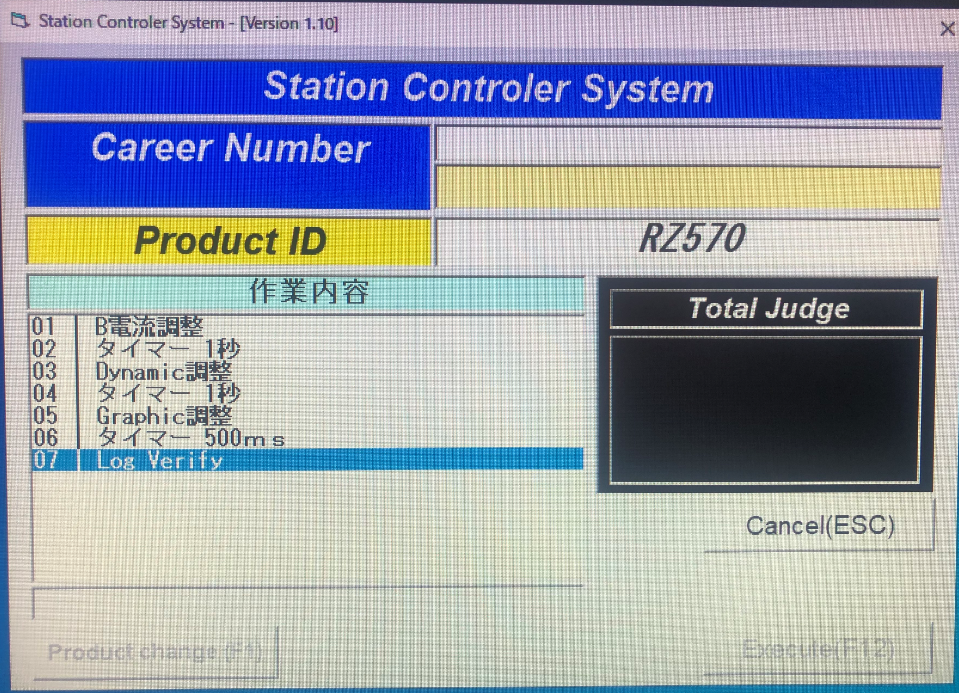 Station Controler System - [Version 1.10]
Station Controler System
Career Number
Product ID
RZ570
作業内容
Total Judge
01 B電流調整
02 タイマー 1秒
03 Dynamic調整
04 タイマー 1秒
05 Graphic調整
06 タイマー 500ms
07 Log Verify
Cancel(ESC)
Product change (F1)
Execute(F12)